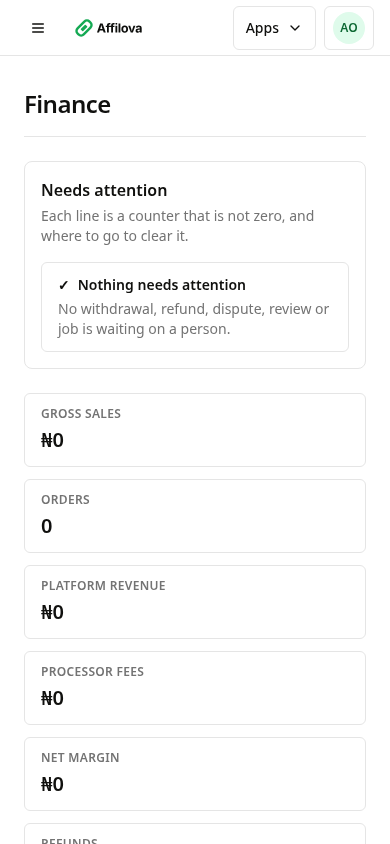 Affilova
Apps
AO
Finance
Needs attention
Each line is a counter that is not zero, and
where to go to clear it.
✓ Nothing needs attention
No withdrawal, refund, dispute, review or
job is waiting on a person.
GROSS SALES
₦0
ORDERS
0
PLATFORM REVENUE
₦0
PROCESSOR FEES
₦0
NET MARGIN
₦0
REFUNDS